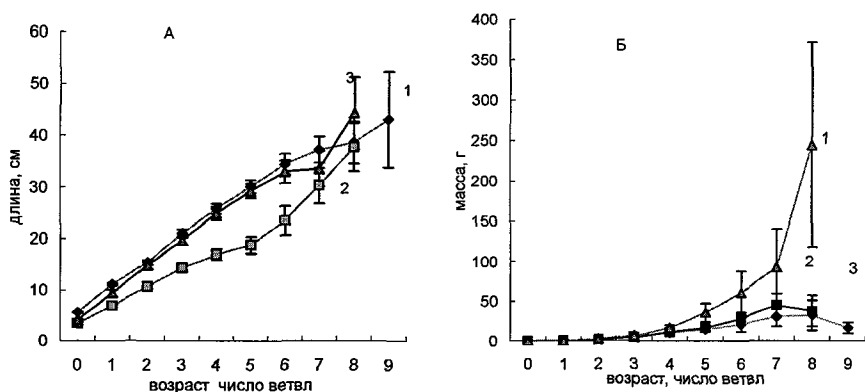 А
60
50
40
30
20
10
0
длина, см
3
1
2
0 1 2 3 4 5 6 7 8 9
возраст число ветвл
Б
400
350
300
250
200
150
100
50
0
масса, г
1
2
3
0 1 2 3 4 5 6 7 8 9
возраст, число ветвл